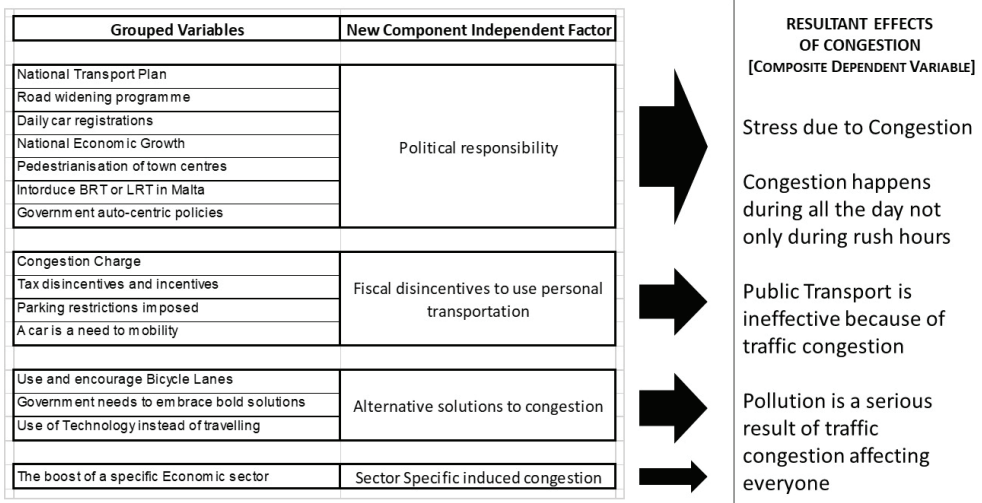 Grouped Variables
New Component Independent Factor
National Transport Plan
Road widening programme
Daily car registrations
National Economic Growth
Pedestrianisation of town centres
Intorduce BRT or LRT in Malta
Government auto-centric policies
Political responsibility
Congestion Charge
Tax disincentives and incentives
Parking restrictions imposed
A car is a need to mobility
Fiscal disincentives to use personal
transportation
Use and encourage Bicycle Lanes
Government needs to embrace bold solutions
Use of Technology instead of travelling
Alternative solutions to congestion
The boost of a specific Economic sector
Sector Specific induced congestion
RESULTANT EFFECTS
OF CONGESTION
[COMPOSITE DEPENDENT VARIABLE]
Stress due to Congestion
Congestion happens
during all the day not
only during rush hours
Public Transport is
ineffective because of
traffic congestion
Pollution is a serious
result of traffic
congestion affecting
everyone